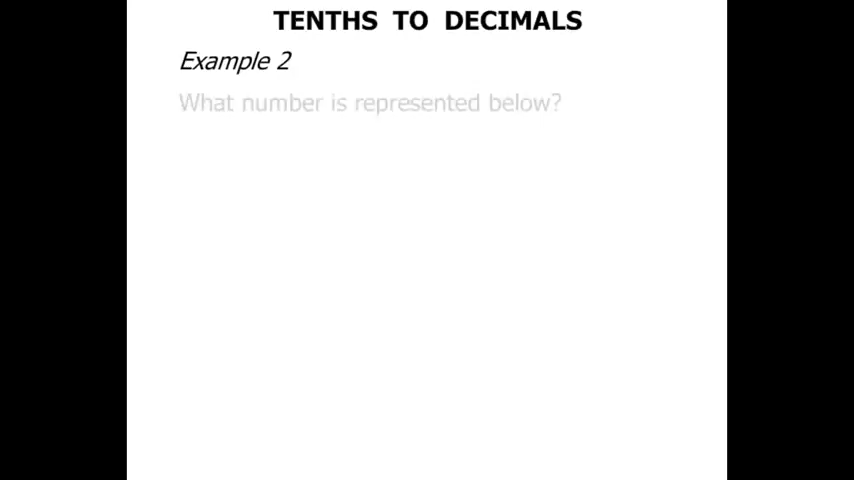 TENTHS TO DECIMALS
Example 2
What number is represented below?